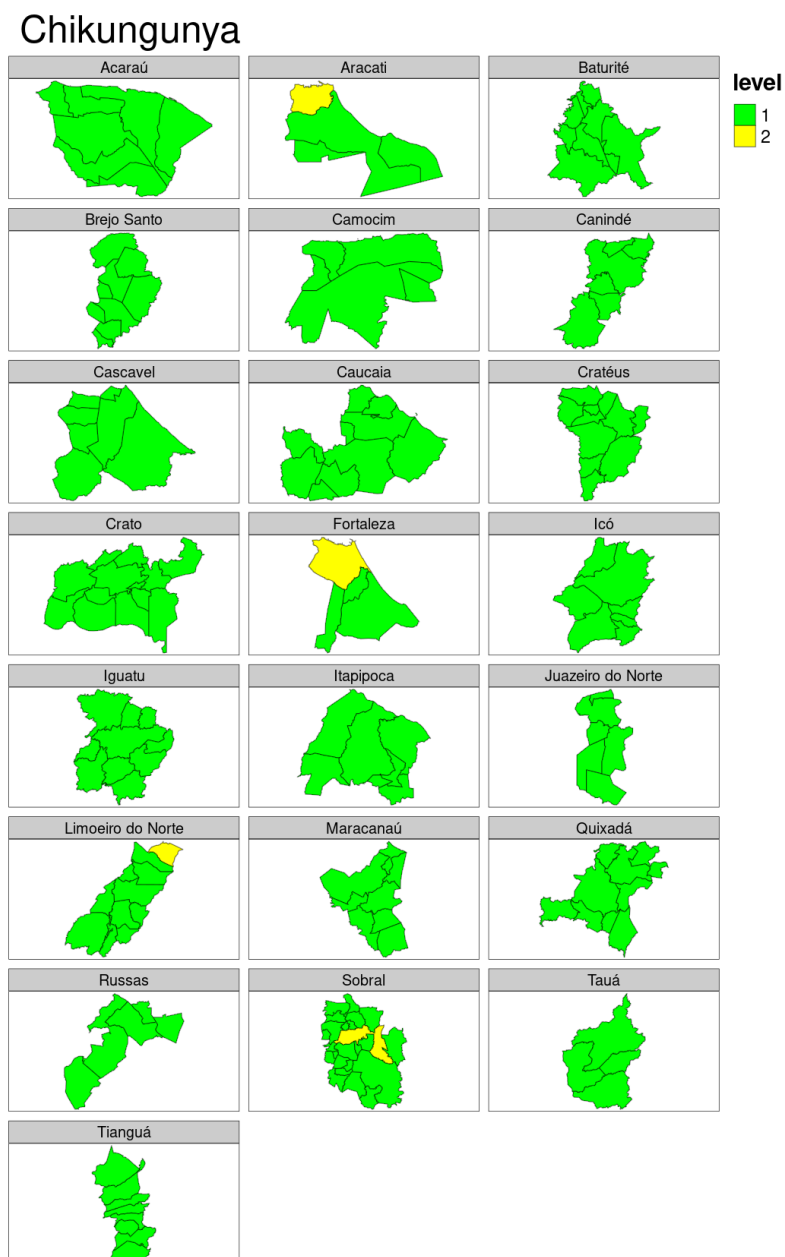 Chikungunya
Acaraú
Aracati
Baturité
level
1
2
Brejo Santo
Camocim
Canindé
Cascavel
Caucaia
Cratéus
Crato
Fortaleza
Icó
Iguatu
Itapipoca
Juazeiro do Norte
Limoeiro do Norte
Maracanaú
Quixadá
Russas
Sobral
Tauá
Tianguá